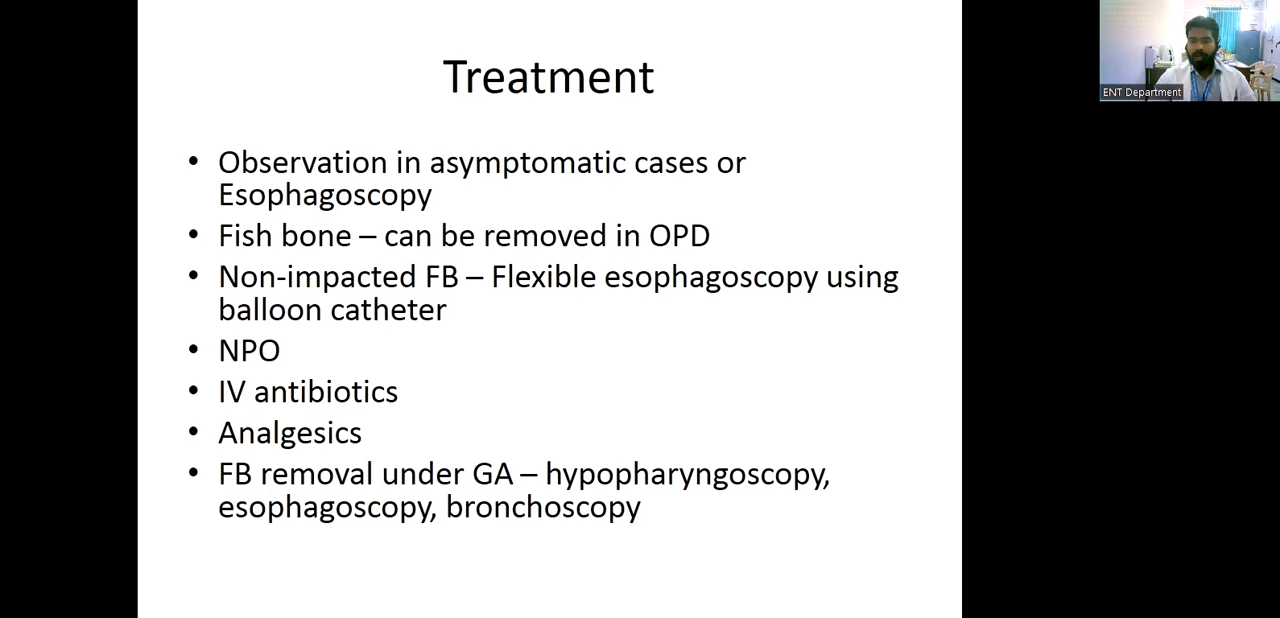 Treatment
• Observation in asymptomatic cases or
Esophagoscopy
• Fish bone – can be removed in OPD
• Non-impacted FB – Flexible esophagoscopy using
balloon catheter
• NPO
• IV antibiotics
• Analgesics
• FB removal under GA – hypopharyngoscopy,
esophagoscopy, bronchoscopy
ENT Department